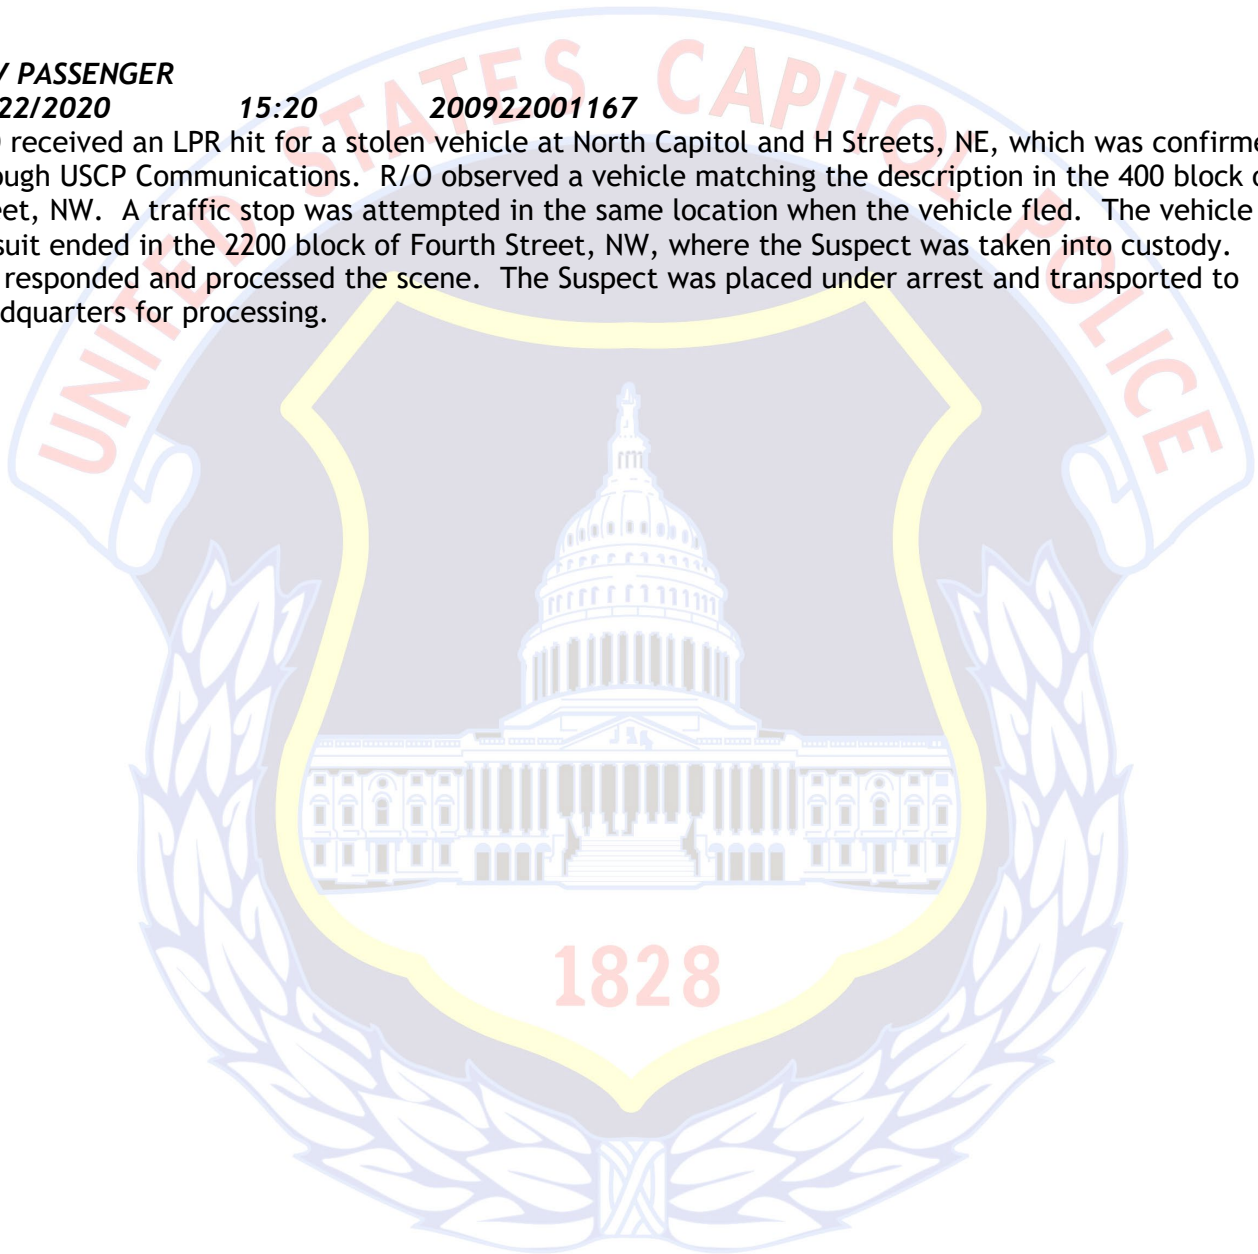 PASSENGER
22/2020 15:20 200922001167
received an LPR hit for a stolen vehicle at North Capitol and H Streets, NE, which was confirme
ough USCP Communications. R/O observed a vehicle matching the description in the 400 block
eet, NW. A traffic stop was attempted in the same location when the vehicle fled. The vehicle
suit ended in the 2200 block of Fourth Street, NW, where the Suspect was taken into custody.
responded and processed the scene. The Suspect was placed under arrest and transported to
dquarters for processing.
UNITED STATES CAPITOL POLICE
1828